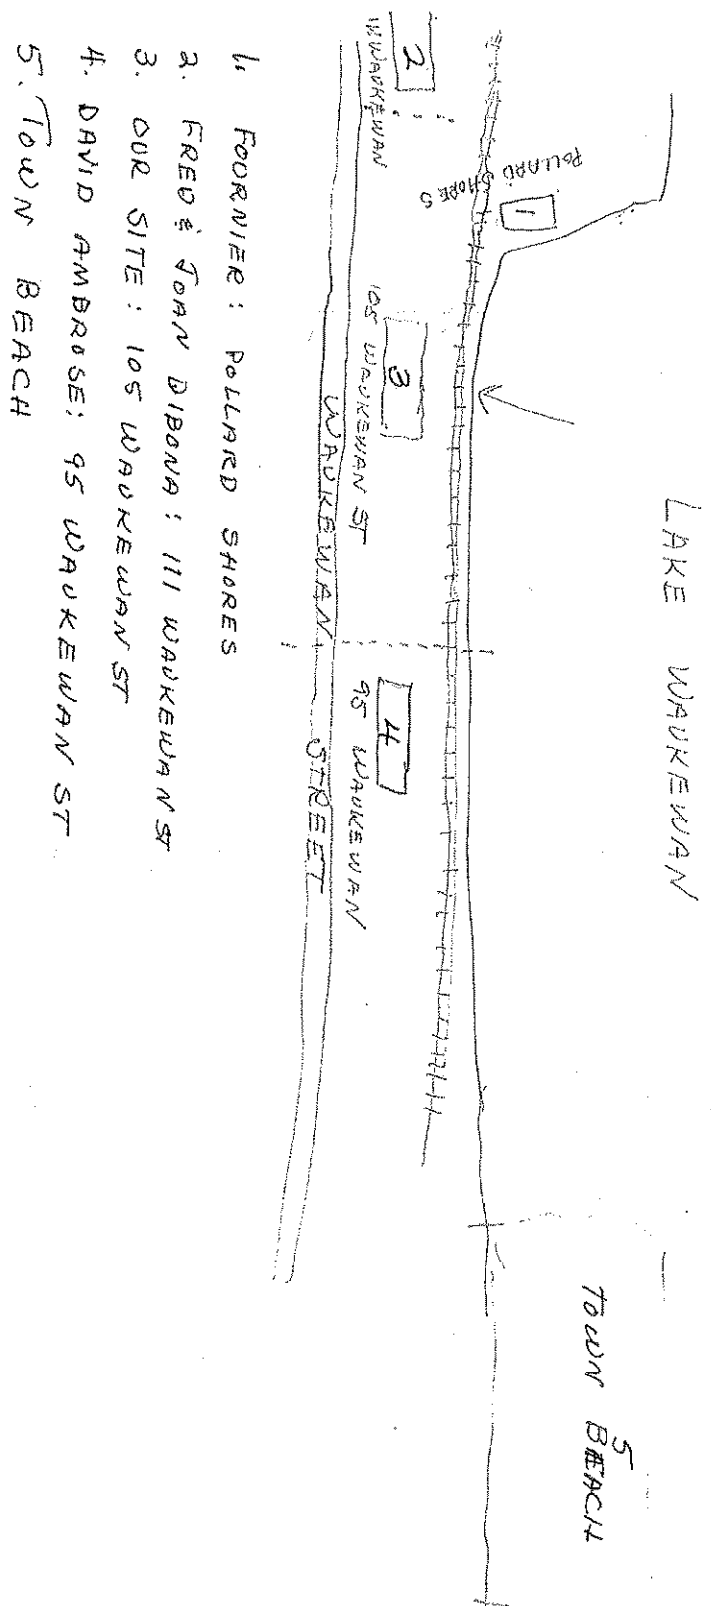 LAKE WAUKEWAN
5
TOWN BEACH
POLLARD SHORES
1
2
111 WAUKEWAN
3
105 WAUKEWAN ST
4
95 WAUKEWAN
WAUKEWAN STREET
1. FOURNIER: POLLARD SHORES
2. FRED & JOAN DIBONA: 111 WAUKEWAN ST
3. OUR SITE: 105 WAUKEWAN ST
4. DAVID AMBROSE: 95 WAUKEWAN ST
5. TOWN BEACH